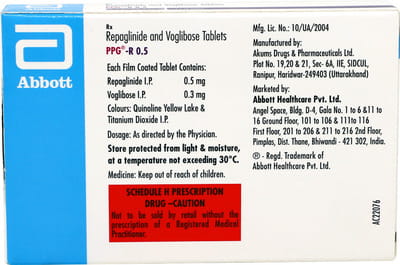 Abbott
Rx
Repaglinide and Voglibose Tablets
PPG®-R 0.5
Each Film Coated Tablet Contains:
Repaglinide I.P. 0.5 mg
Voglibose I.P. 0.3 mg
Colours: Quinoline Yellow Lake &
Titanium Dioxide I.P.
Dosage: As directed by the Physician.
Store protected from light & moisture,
at a temperature not exceeding 30°C.
Medicine: Keep out of reach of children.
SCHEDULE H PRESCRIPTION
DRUG –CAUTION
Not to be sold by retail without the
prescription of a Registered Medical
Practitioner.
Mfg. Lic. No.: 10/UA/2004
Manufactured by:
Akums Drugs & Pharmaceuticals Ltd.
Plot No. 19,20 & 21, Sec- 6A, IIE, SIDCUL,
Ranipur, Haridwar-249403 (Uttarakhand)
Marketed by:
Abbott Healthcare Pvt. Ltd.
Angel Space, Bldg. D-4, Gala No. 1 to 6 &11 to
16 Ground Floor, 101 to 106 & 111to 116
First Floor, 201 to 206 & 211 to 216 2nd Floor,
Pimplas, Dist. Thane, Bhiwandi - 421 302, India.
® - Regd. Trademark of
Abbott Healthcare Pvt. Ltd.
AC22076